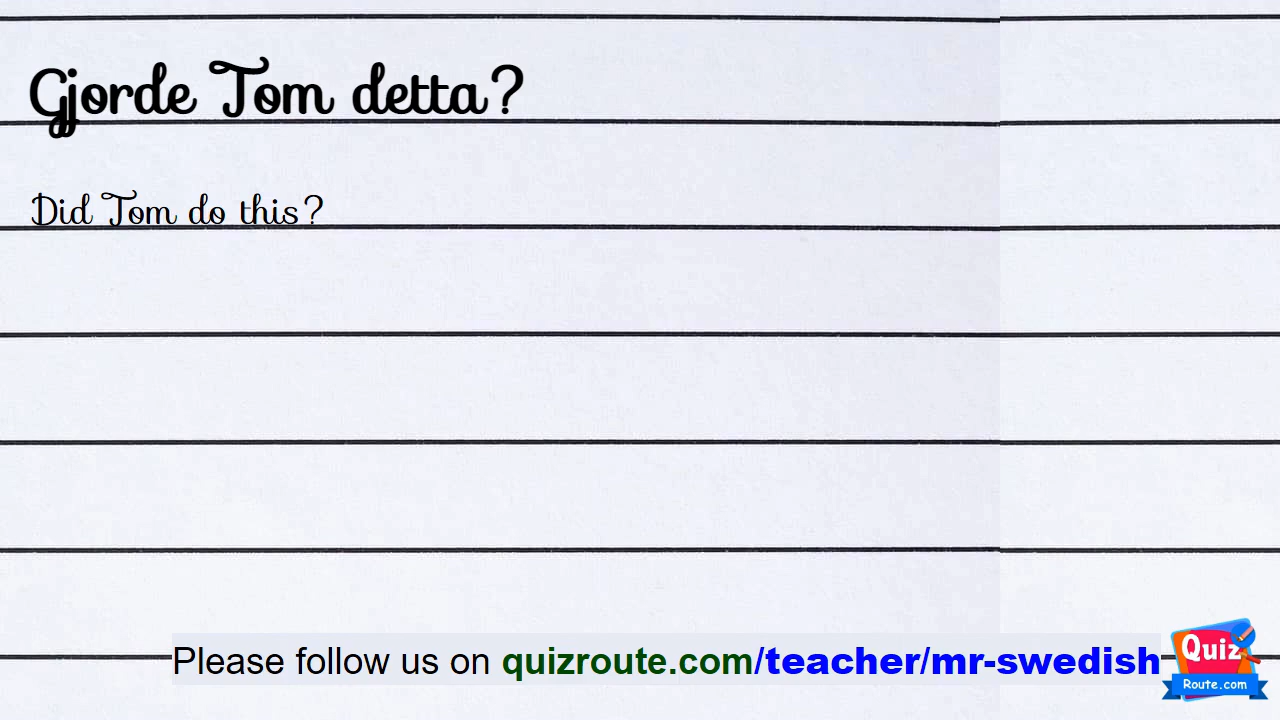 Gjorde Tom detta?
Did Tom do this?
Please follow us on quizroute.com/teacher/mr-swedish
Quiz
Route.com